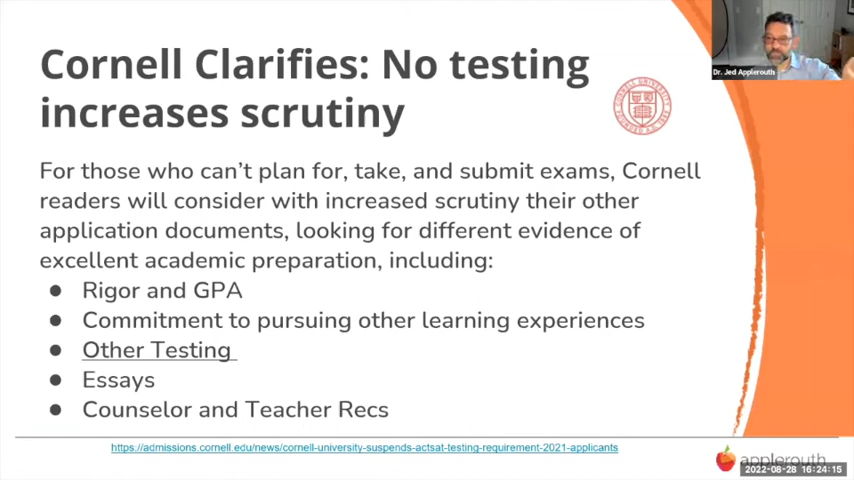 Cornell Clarifies: No testing
increases scrutiny
Dr. Jed Applerouth
For those who can't plan for, take, and submit exams, Cornell
readers will consider with increased scrutiny their other
application documents, looking for different evidence of
excellent academic preparation, including:
● Rigor and GPA
● Commitment to pursuing other learning experiences
● Other Testing
● Essays
● Counselor and Teacher Recs
https://admissions.cornell.edu/news/cornell-university-suspends-actsat-testing-requirement-2021-applicants
applerouth
2022-08-28 16:24:15